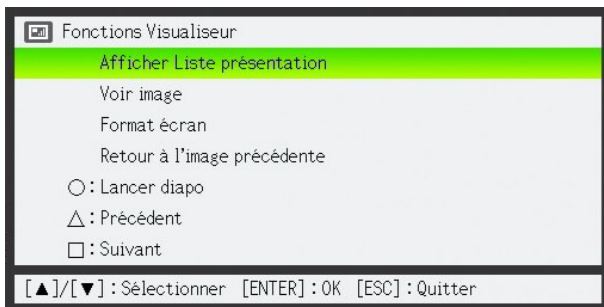 Fonctions Visualiseur
Afficher Liste présentation
Voir image
Format écran
Retour à l'image précédente
○：Lancer diapo
△：Précédent
□：Suivant
[▲]/[▼]：Sélectionner [ENTER]：OK [ESC]：Quitter